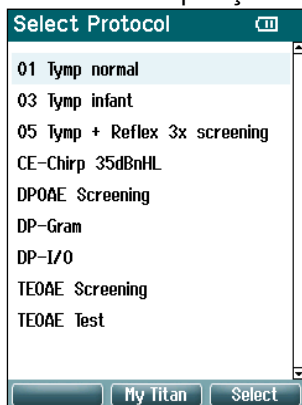 Select Protocol
01 Tymp normal
03 Tymp infant
05 Tymp + Reflex 3x screening
CE-Chirp 35dBnHL
DPOAE Screening
DP-Gram
DP-I/O
TEOAE Screening
TEOAE Test
My Titan Select